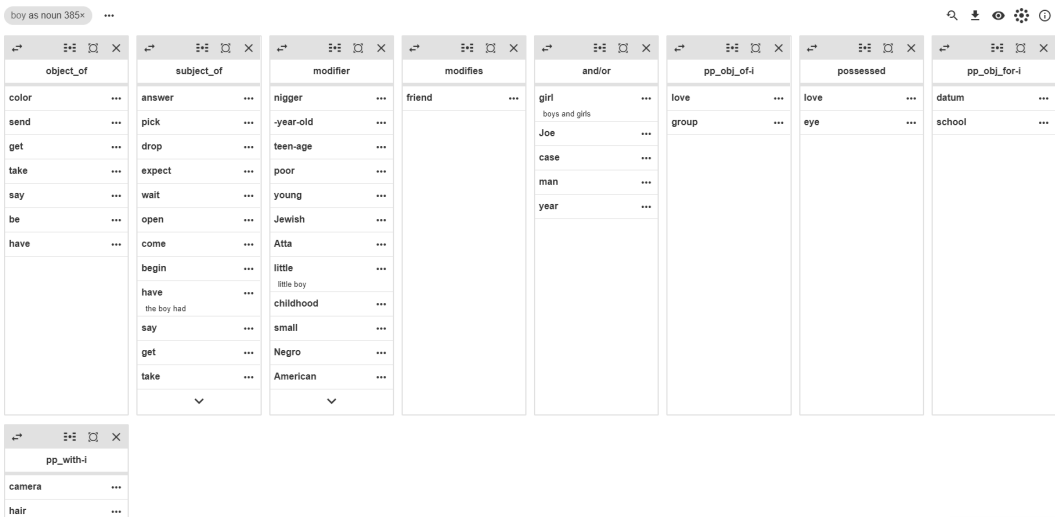 boy as noun 385×
object_of
color
send
get
take
say
be
have
subject_of
answer
pick
drop
expect
wait
open
come
begin
have
the boy had
say
get
take
modifier
nigger
-year-old
teen-age
poor
young
Jewish
Atta
little
little boy
childhood
small
Negro
American
modifies
friend
and/or
girl
boys and girls
Joe
case
man
year
pp_obj_of-i
love
group
possessed
love
eye
pp_obj_for-i
datum
school
pp_with-i
camera
hair